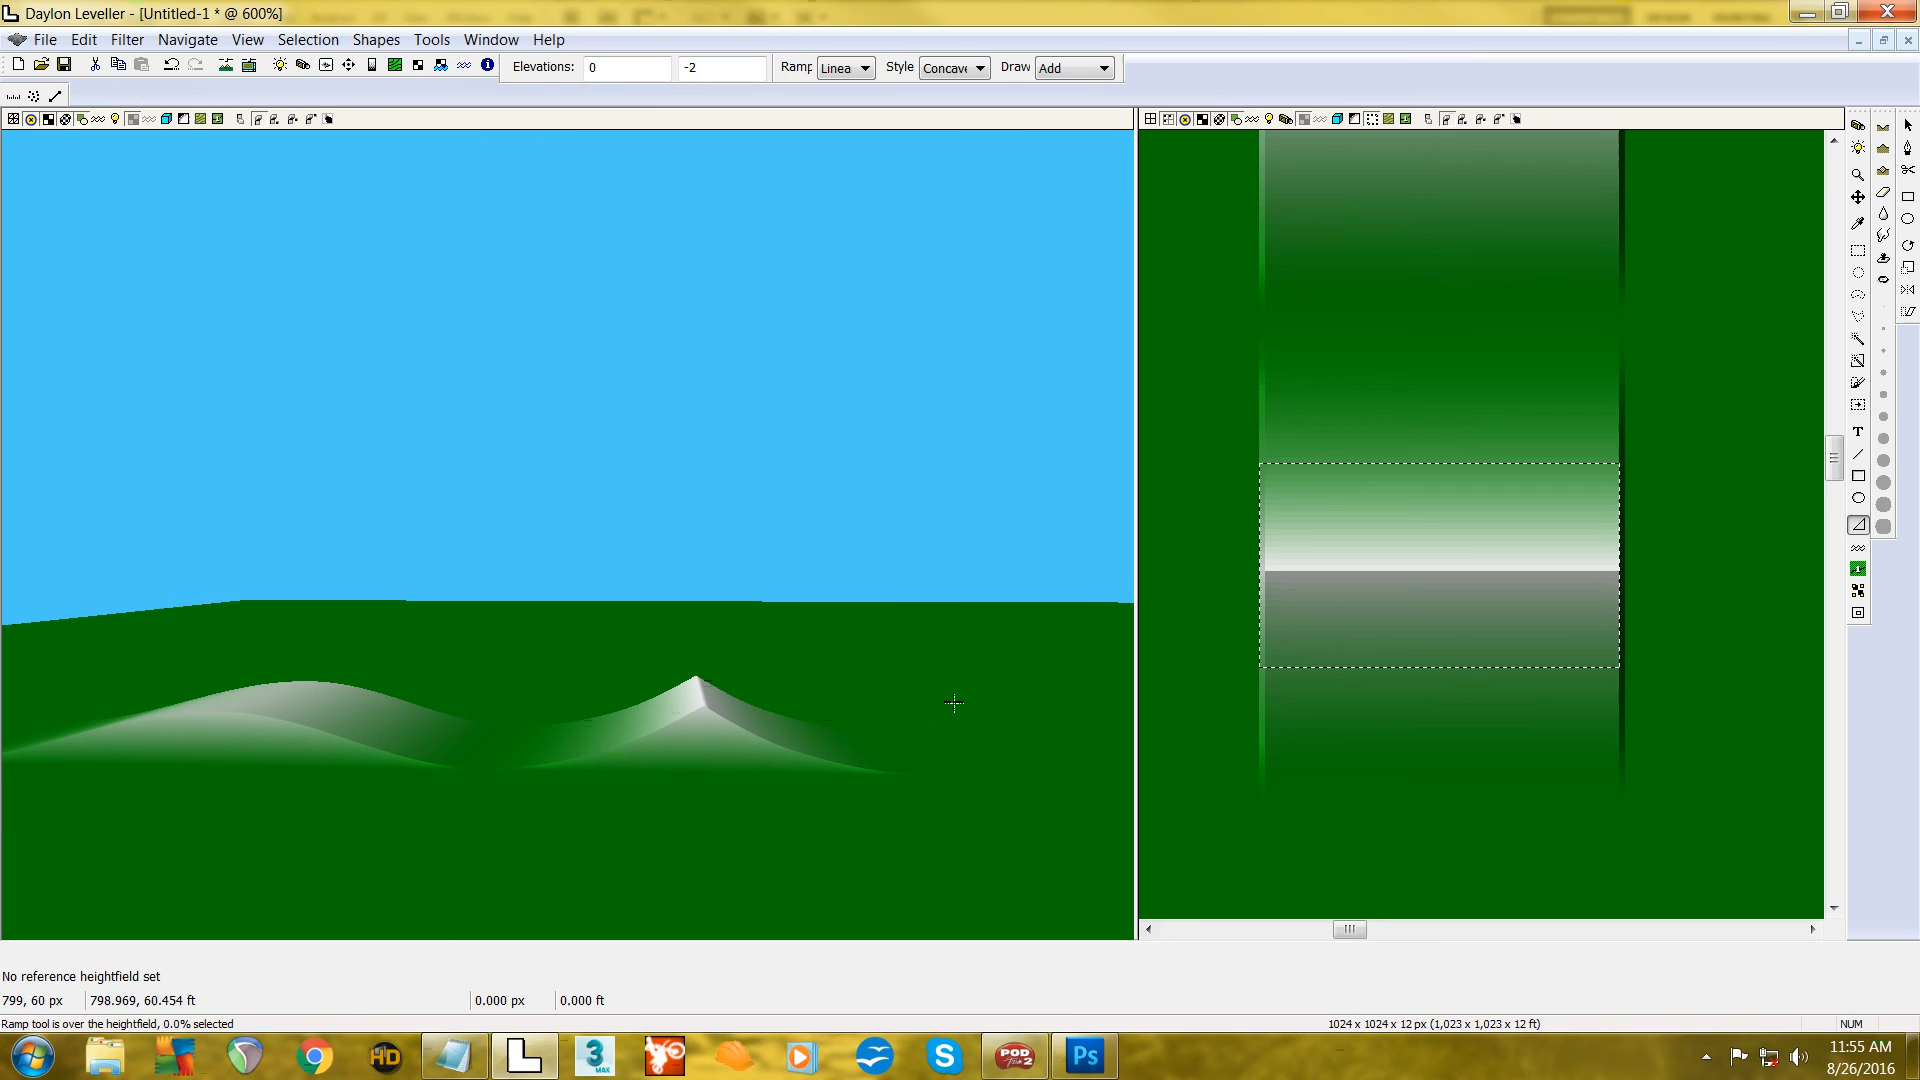 Daylon Leveller - [Untitled-1 * @ 600%]
File Edit Filter Navigate View Selection Shapes Tools Window Help
Elevations: 0 -2 Ramp Linea Style Concave Draw Add
No reference heightfield set
799, 60 px 798.969, 60.454 ft 0.000 px 0.000 ft
Ramp tool is over the heightfield, 0.0% selected 1024 x 1024 x 12 px (1,023 x 1,023 x 12 ft) NUM
HD
3
MAX
POD
2
Ps
11:55 AM
8/26/2016